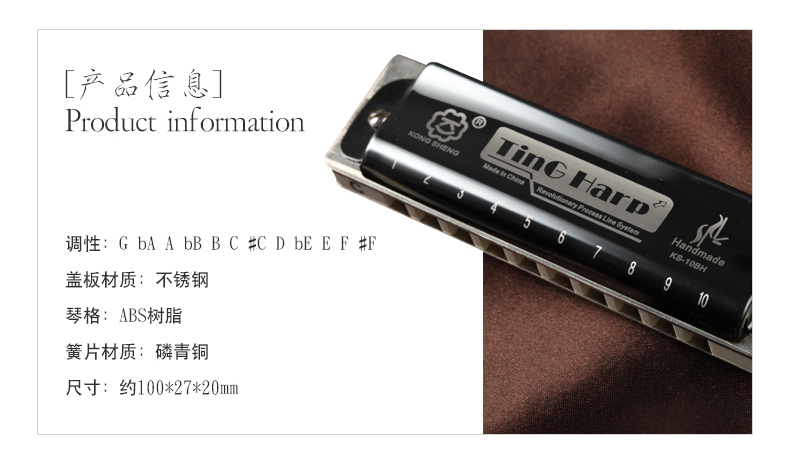 [产品信息]
Product information
调性: G bA A bB B C #C D bE E F #F
盖板材质: 不锈钢
琴格: ABS树脂
簧片材质: 磷青铜
尺寸: 约100*27*20mm
KONG SHENG ®
TinG Harp
Made in China Revolutionary Process Line System
1 2 3 4 5 6 7 8 9 10
Handmade
KS-10BH